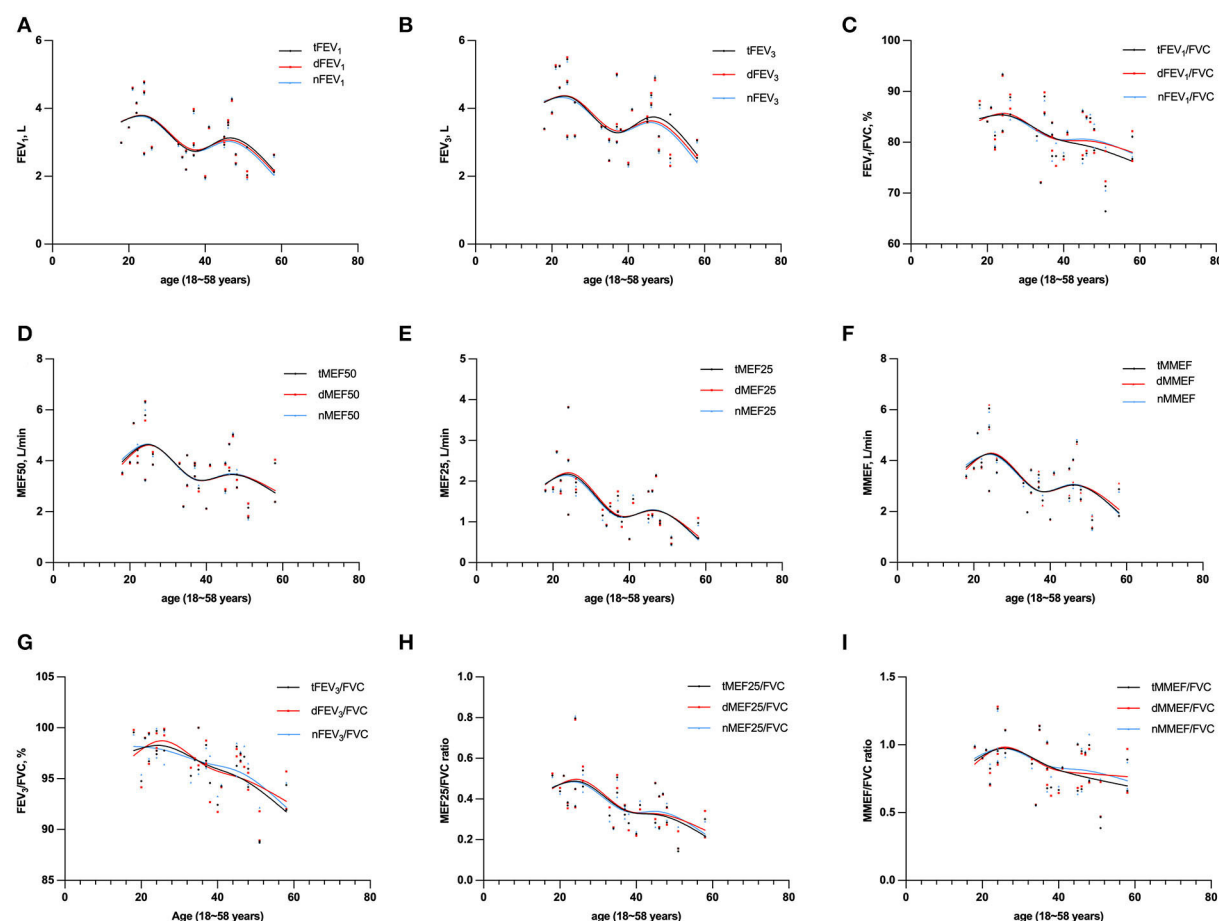 A
FEV1, L
6
4
2
0
tFEV1
dFEV1
nFEV1
0 20 40 60 80
age (18~58 years)
B
FEV3, L
6
4
2
0
tFEV3
dFEV3
nFEV3
0 20 40 60 80
age (18~58 years)
C
FEV1/FVC, %
100
90
80
70
60
tFEV1/FVC
dFEV1/FVC
nFEV1/FVC
0 20 40 60 80
age (18~58 years)
D
MEF50, L/min
8
6
4
2
0
tMEF50
dMEF50
nMEF50
0 20 40 60 80
age (18~58 years)
E
MEF25, L/min
5
4
3
2
1
0
tMEF25
dMEF25
nMEF25
0 20 40 60 80
age (18~58 years)
F
MMEF, L/min
8
6
4
2
0
tMMEF
dMMEF
nMMEF
0 20 40 60 80
age (18~58 years)
G
FEV3/FVC, %
105
100
95
90
85
tFEV3/FVC
dFEV3/FVC
nFEV3/FVC
0 20 40 60 80
Age (18~58 Years)
H
MEF25/FVC ratio
0.8
0.6
0.4
0.2
0.0
1.0
tMEF25/FVC
dMEF25/FVC
nMEF25/FVC
0 20 40 60 80
age (18~58 years)
I
MMEF/FVC ratio
1.5
1.0
0.5
0.0
tMMEF/FVC
dMMEF/FVC
nMMEF/FVC
0 20 40 60 80
age (18~58 years)